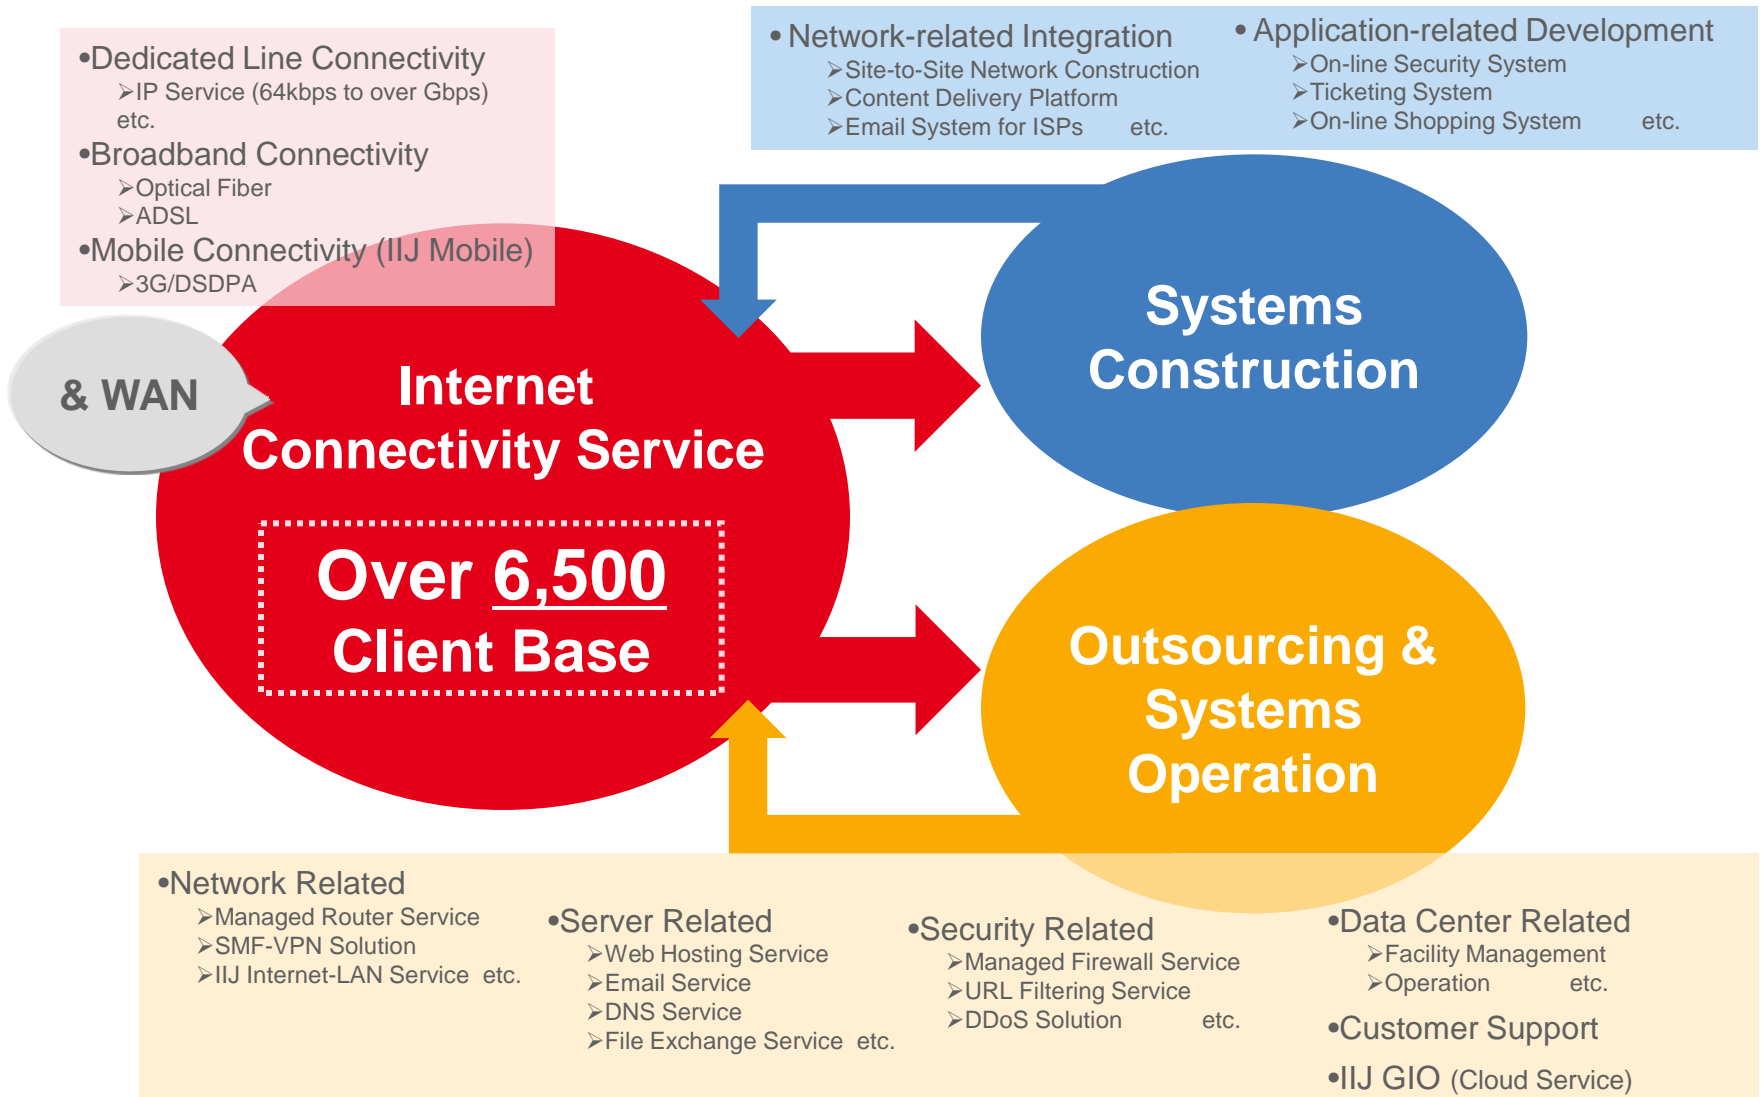 •Dedicated Line Connectivity
➢IP Service (64kbps to over Gbps)
etc.
•Broadband Connectivity
➢Optical Fiber
➢ADSL
•Mobile Connectivity (IIJ Mobile)
➢3G/DSDPA
• Network-related Integration
➢Site-to-Site Network Construction
➢Content Delivery Platform
➢Email System for ISPs etc.
• Application-related Development
➢On-line Security System
➢Ticketing System
➢On-line Shopping System etc.
& WAN
Internet
Connectivity Service
Over 6,500
Client Base
Systems
Construction
Outsourcing &
Systems
Operation
•Network Related
➢Managed Router Service
➢SMF-VPN Solution
➢IIJ Internet-LAN Service etc.
•Server Related
➢Web Hosting Service
➢Email Service
➢DNS Service
➢File Exchange Service etc.
•Security Related
➢Managed Firewall Service
➢URL Filtering Service
➢DDoS Solution etc.
•Data Center Related
➢Facility Management
➢Operation etc.
•Customer Support
•IIJ GIO (Cloud Service)